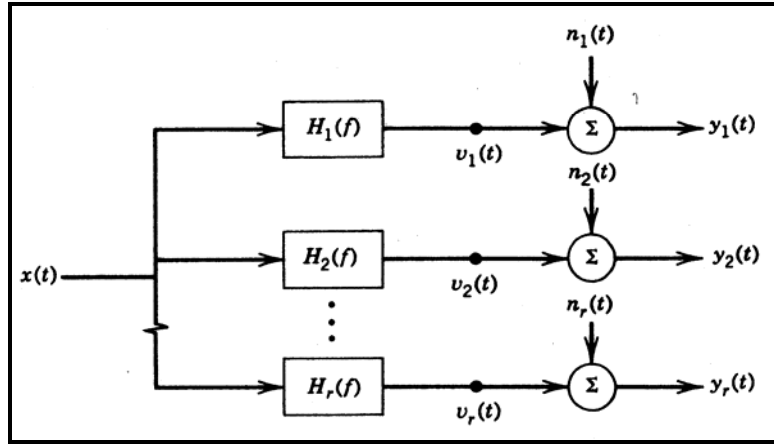 n₁(t)
H₁(f)
v₁(t)
Σ
y₁(t)
n₂(t)
x(t)
H₂(f)
v₂(t)
Σ
y₂(t)
nᵣ(t)
Hᵣ(f)
vᵣ(t)
Σ
yᵣ(t)